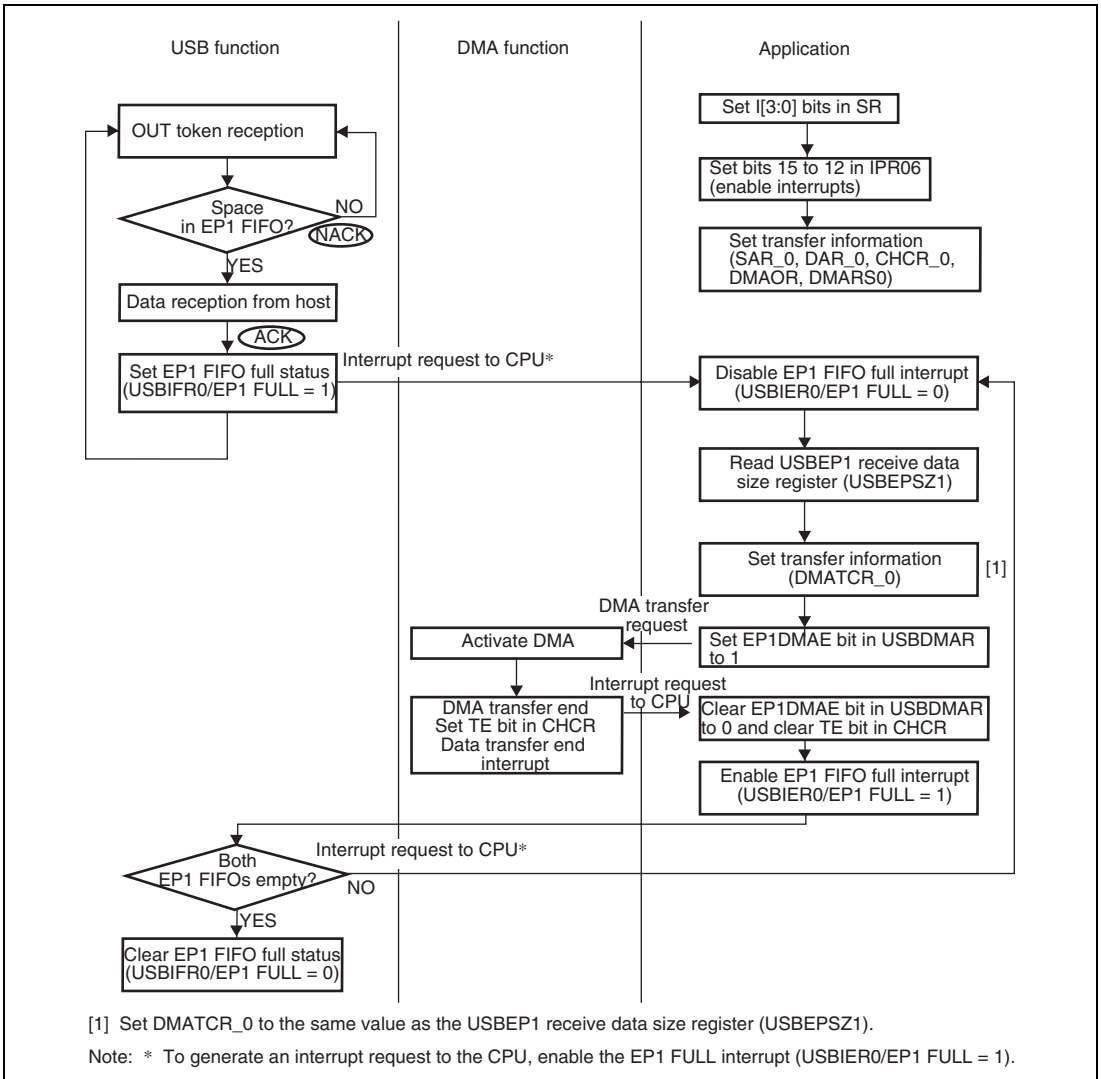 USB function
DMA function
Application
OUT token reception
Space
in EP1 FIFO?
NO
NACK
YES
Data reception from host
ACK
Set EP1 FIFO full status
(USBIFR0/EP1 FULL = 1)
Interrupt request to CPU*
Set I[3:0] bits in SR
Set bits 15 to 12 in IPR06
(enable interrupts)
Set transfer information
(SAR_0, DAR_0, CHCR_0,
DMAOR, DMARS0)
Disable EP1 FIFO full interrupt
(USBIER0/EP1 FULL = 0)
Read USBEP1 receive data
size register (USBEPSZ1)
Set transfer information
(DMATCR_0)
[1]
DMA transfer
request
Activate DMA
Set EP1DMAE bit in USBDMAR
to 1
Interrupt request
to CPU
DMA transfer end
Set TE bit in CHCR
Data transfer end
interrupt
Clear EP1DMAE bit in USBDMAR
to 0 and clear TE bit in CHCR
Enable EP1 FIFO full interrupt
(USBIER0/EP1 FULL = 1)
Both
EP1 FIFOs empty?
Interrupt request to CPU*
NO
YES
Clear EP1 FIFO full status
(USBIFR0/EP1 FULL = 0)
[1] Set DMATCR_0 to the same value as the USBEP1 receive data size register (USBEPSZ1).
Note: * To generate an interrupt request to the CPU, enable the EP1 FULL interrupt (USBIER0/EP1 FULL = 1).